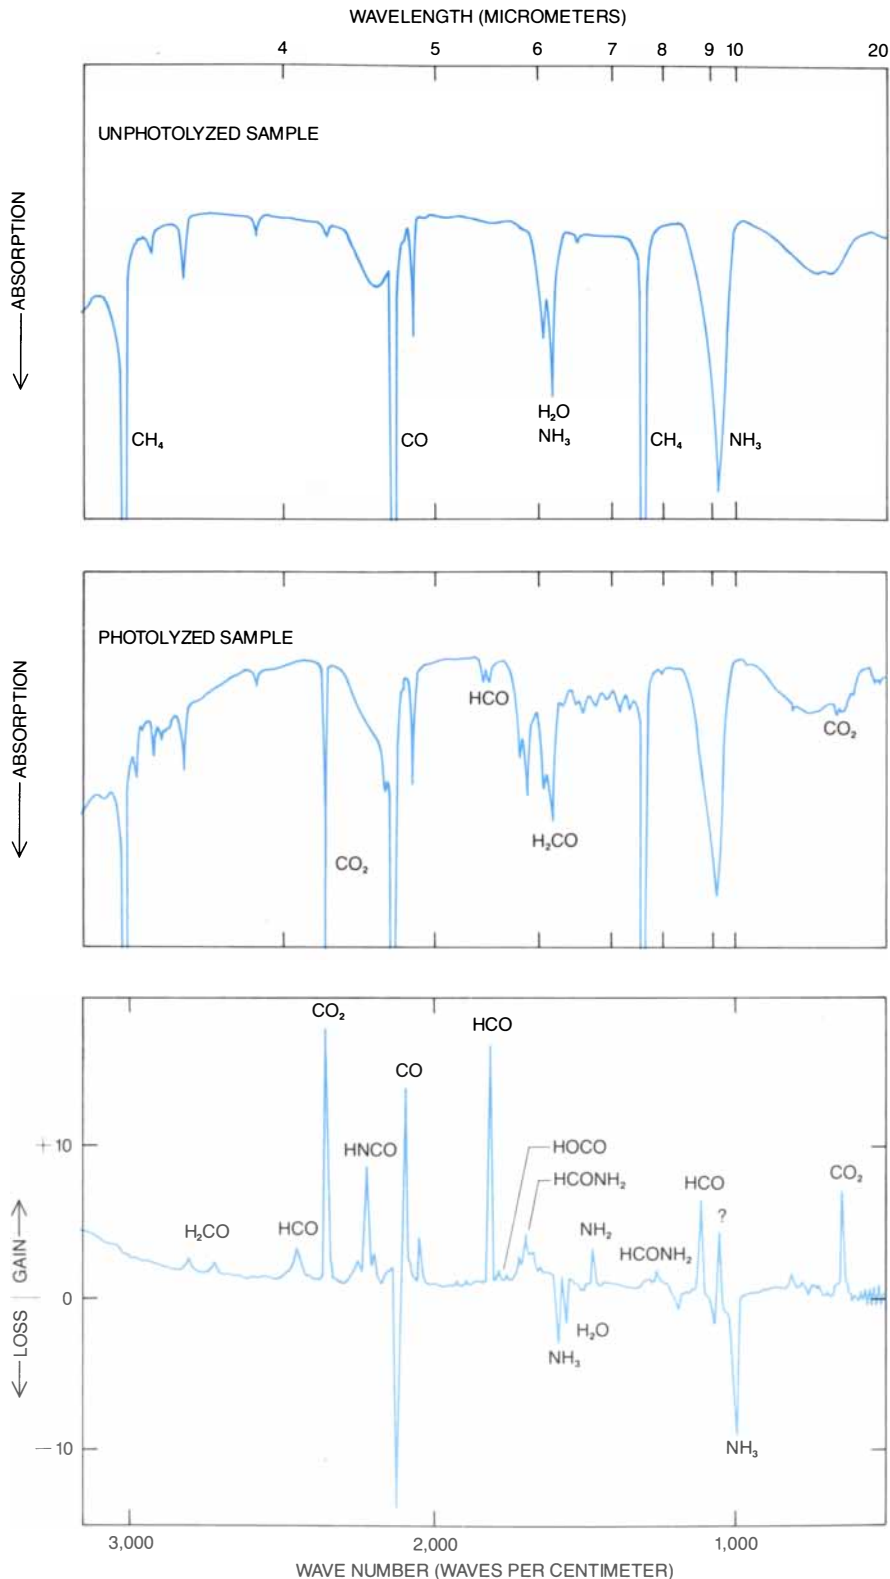 WAVELENGTH (MICROMETERS)
4 5 6 7 8 9 10 20
UNPHOTOLYZED SAMPLE
← ABSORPTION
CH₄
CO
H₂O
NH₃
CH₄
NH₃
PHOTOLYZED SAMPLE
← ABSORPTION
HCO
CO₂
H₂CO
CO₂
CO₂
HCO
CO
HNCO
HOCO
HCONH₂
HCO
CO₂
H₂CO
HCO
NH₂
HCONH₂
?
+ 10
0
— 10
← LOSS | GAIN →
H₂O
NH₃
NH₃
3,000 2,000 1,000
WAVE NUMBER (WAVES PER CENTIMETER)